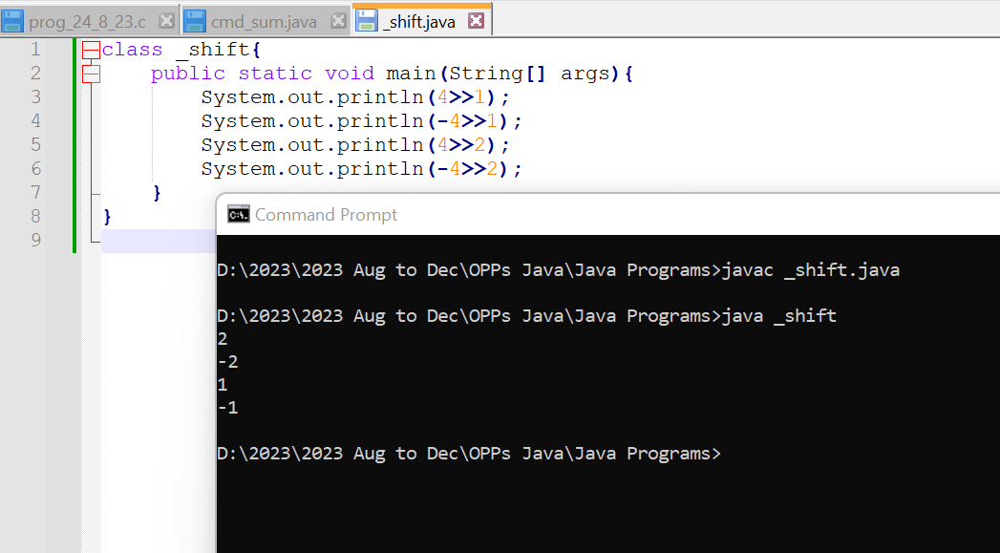 prog_24_8_23.c cmd_sum.java _shift.java
1 class _shift{
2 public static void main(String[] args){
3 System.out.println(4>>1);
4 System.out.println(-4>>1);
5 System.out.println(4>>2);
6 System.out.println(-4>>2);
7 }
8 }
9
C:\. Command Prompt
D:\2023\2023 Aug to Dec\OPPs Java\Java Programs>javac _shift.java
D:\2023\2023 Aug to Dec\OPPs Java\Java Programs>java _shift
2
-2
1
-1
D:\2023\2023 Aug to Dec\OPPs Java\Java Programs>